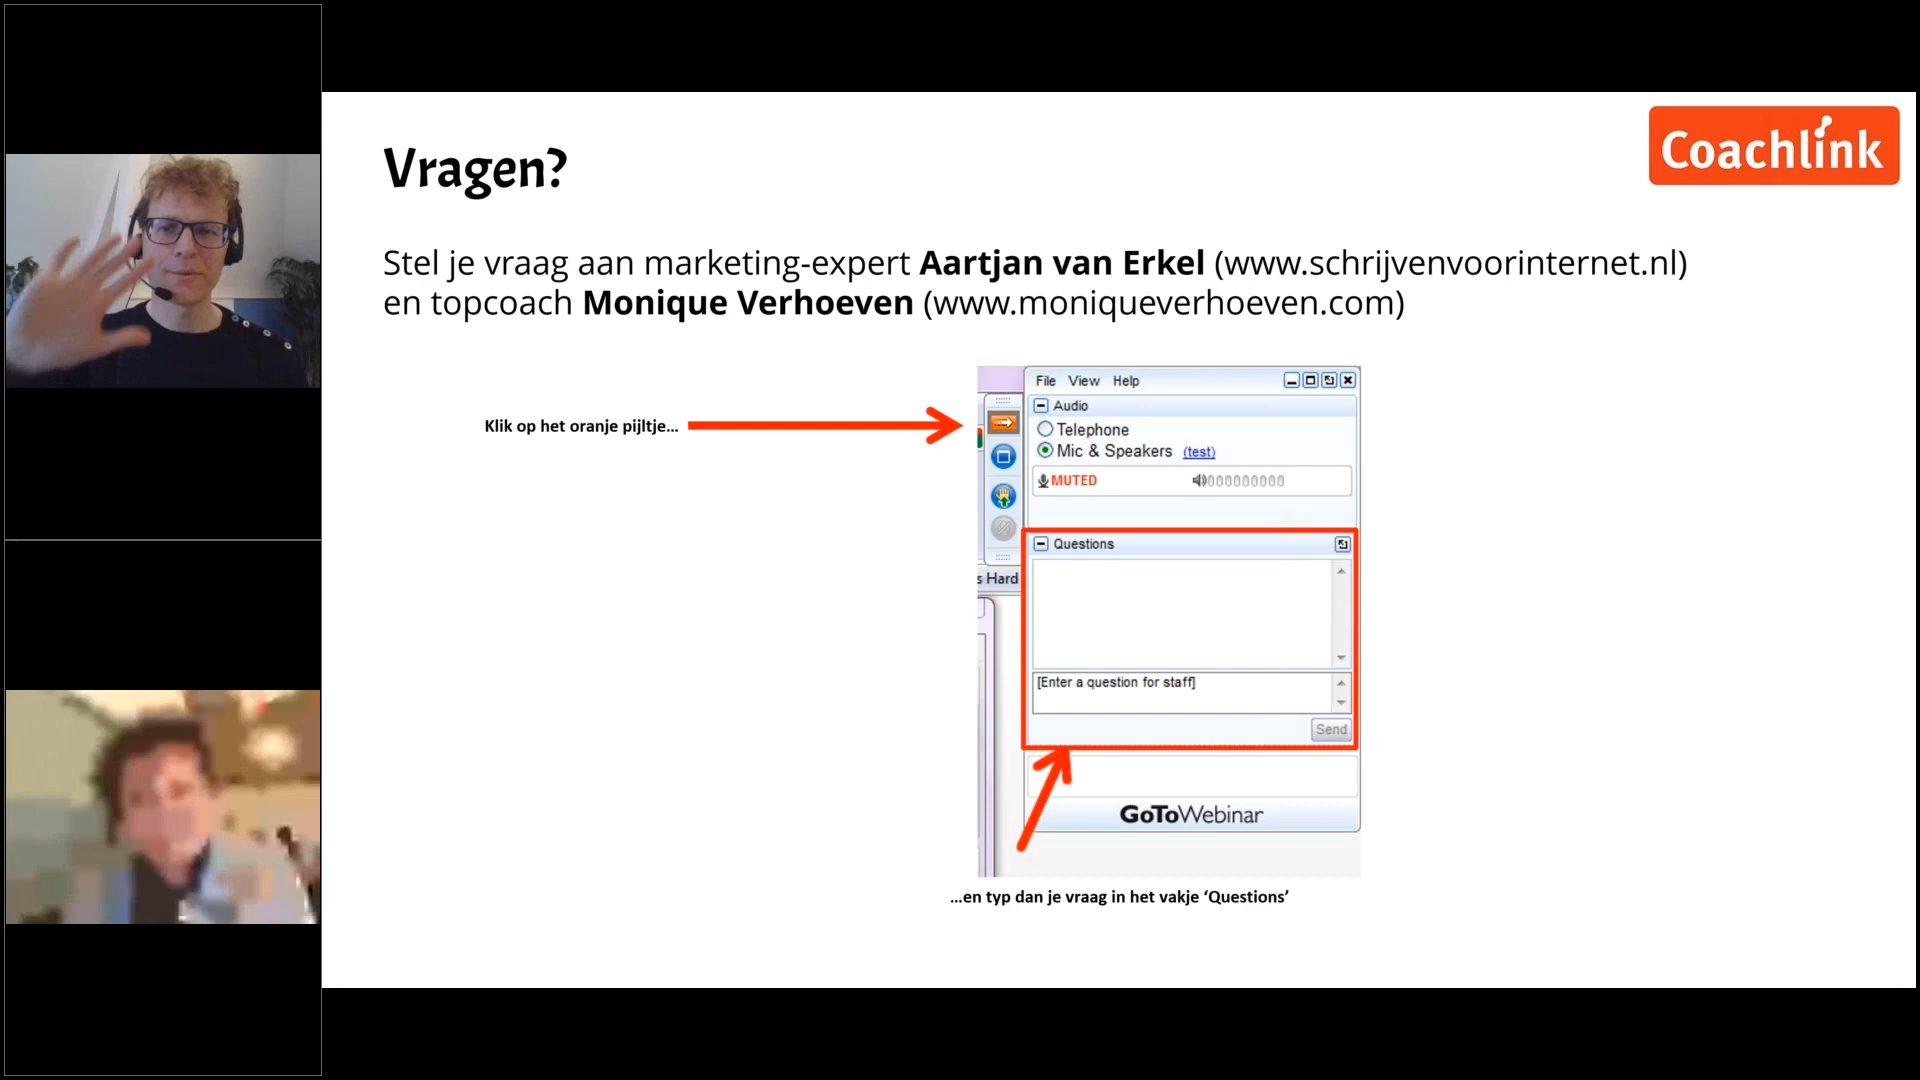 Coachlink
Vragen?
Stel je vraag aan marketing-expert Aartjan van Erkel (www.schrijvenvoorinternet.nl)
en topcoach Monique Verhoeven (www.moniqueverhoeven.com)
Klik op het oranje pijltje...
File View Help
Audio
Telephone
Mic & Speakers (test)
MUTED
Questions
s Hard
[Enter a question for staff]
Send
GoToWebinar
...en typ dan je vraag in het vakje ‘Questions’